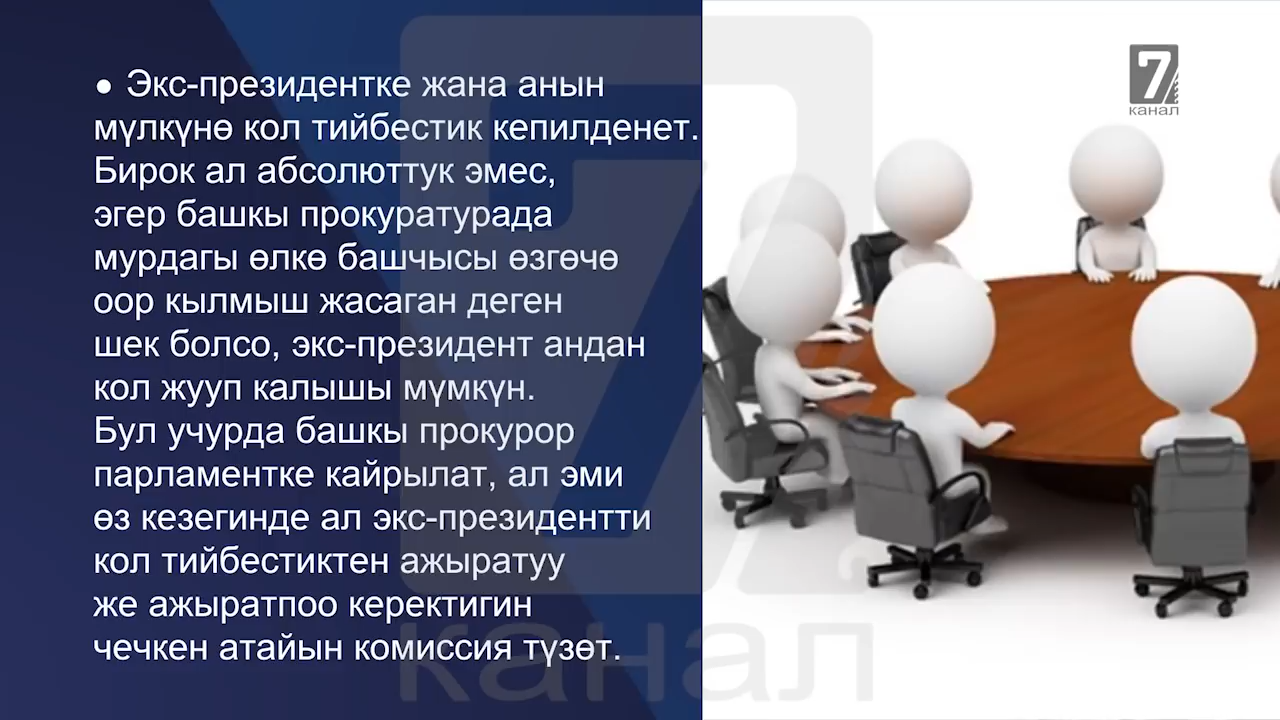 • Экс-президентке жана анын
мүлкүнө кол тийбестик кепилденет.
Бирок ал абсолюттук эмес,
эгер башкы прокуратурада
мурдагы өлкө башчысы өзгөчө
оор кылмыш жасаган деген
шек болсо, экс-президент андан
кол жууп калышы мүмкүн.
Бул учурда башкы прокурор
парламентке кайрылат, ал эми
өз кезегинде ал экс-президентти
кол тийбестиктен ажыратуу
же ажыратпоо керектигин
чечкен атайын комиссия түзөт.
7
канал
7
канал